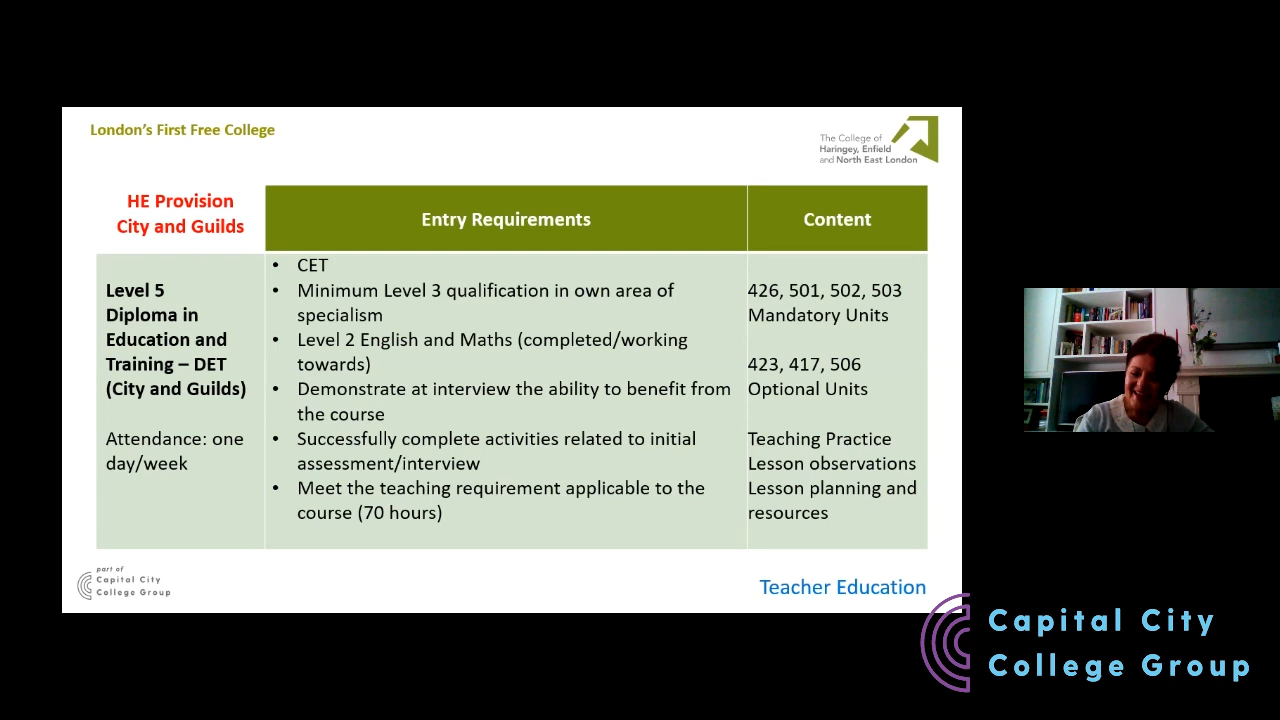 London's First Free College
The College of
Haringey, Enfield
and North East London
HE Provision
City and Guilds
Entry Requirements
Content
Level 5
Diploma in
Education and
Training – DET
(City and Guilds)
Attendance: one
day/week
• CET
• Minimum Level 3 qualification in own area of
specialism
• Level 2 English and Maths (completed/working
towards)
• Demonstrate at interview the ability to benefit from
the course
• Successfully complete activities related to initial
assessment/interview
• Meet the teaching requirement applicable to the
course (70 hours)
426, 501, 502, 503
Mandatory Units
423, 417, 506
Optional Units
Teaching Practice
Lesson observations
Lesson planning and
resources
part of
Capital City
College Group
Teacher Education
Capital City
College Group